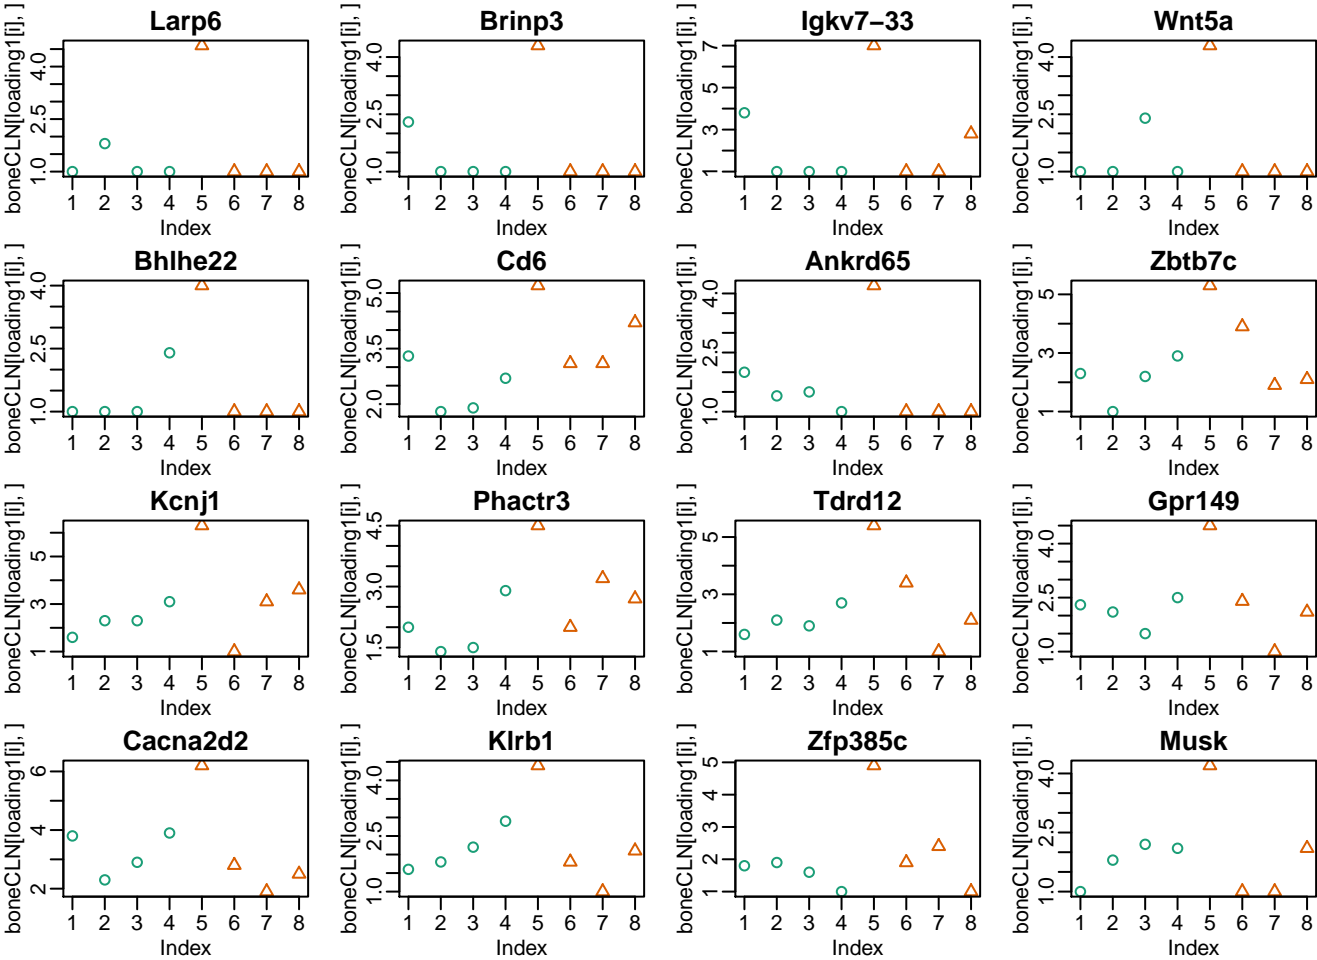 Larp6
boneCLN[loading1[i], ]
1.0 2.5 4.0
1 2 3 4 5 6 7 8
Index
Brinp3
boneCLN[loading1[i], ]
1.0 2.5 4.0
1 2 3 4 5 6 7 8
Index
Igkv7−33
boneCLN[loading1[i], ]
1 3 5 7
1 2 3 4 5 6 7 8
Index
Wnt5a
boneCLN[loading1[i], ]
1.0 2.5 4.0
1 2 3 4 5 6 7 8
Index
Bhlhe22
boneCLN[loading1[i], ]
1.0 2.5 4.0
1 2 3 4 5 6 7 8
Index
Cd6
boneCLN[loading1[i], ]
2.0 3.5 5.0
1 2 3 4 5 6 7 8
Index
Ankrd65
boneCLN[loading1[i], ]
1.0 2.5 4.0
1 2 3 4 5 6 7 8
Index
Zbtb7c
boneCLN[loading1[i], ]
1 3 5
1 2 3 4 5 6 7 8
Index
Kcnj1
boneCLN[loading1[i], ]
1 3 5
1 2 3 4 5 6 7 8
Index
Phactr3
boneCLN[loading1[i], ]
1.5 3.0 4.5
1 2 3 4 5 6 7 8
Index
Tdrd12
boneCLN[loading1[i], ]
1 3 5
1 2 3 4 5 6 7 8
Index
Gpr149
boneCLN[loading1[i], ]
1.0 2.5 4.0
1 2 3 4 5 6 7 8
Index
Cacna2d2
boneCLN[loading1[i], ]
2 4 6
1 2 3 4 5 6 7 8
Index
Klrb1
boneCLN[loading1[i], ]
1.0 2.5 4.0
1 2 3 4 5 6 7 8
Index
Zfp385c
boneCLN[loading1[i], ]
1 2 3 4 5
1 2 3 4 5 6 7 8
Index
Musk
boneCLN[loading1[i], ]
1.0 2.5 4.0
1 2 3 4 5 6 7 8
Index